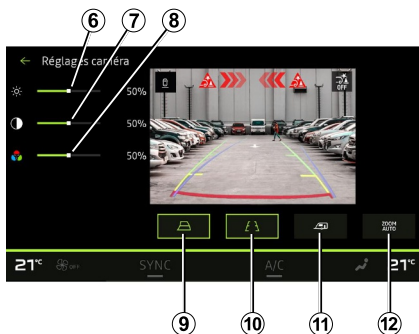 6 7 8
← Réglages caméra
OFF
50%
50%
50%
ZOOM AUTO
21°C OFF SYNC A/C 21°C
9 10 11 12